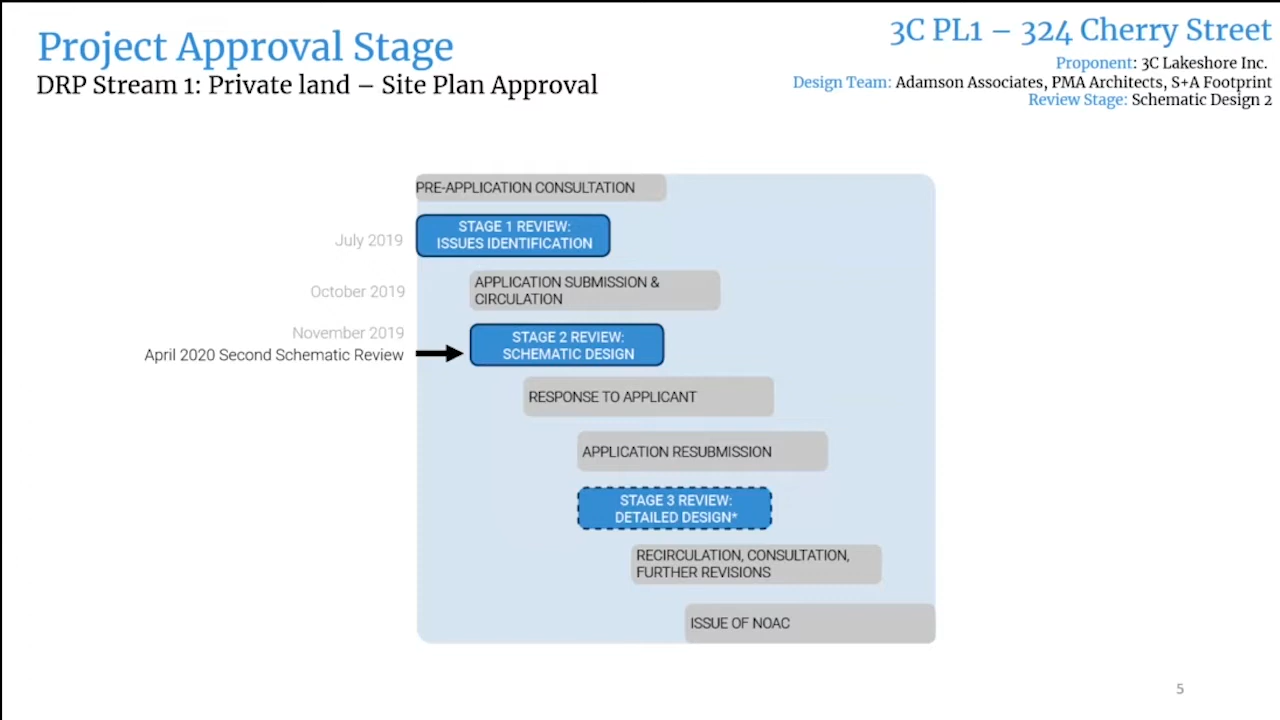 Project Approval Stage
DRP Stream 1: Private land – Site Plan Approval
3C PL1 – 324 Cherry Street
Proponent: 3C Lakeshore Inc.
Design Team: Adamson Associates, PMA Architects, S+A Footprint
Review Stage: Schematic Design 2
PRE-APPLICATION CONSULTATION
July 2019
STAGE 1 REVIEW:
ISSUES IDENTIFICATION
October 2019
APPLICATION SUBMISSION &
CIRCULATION
November 2019
April 2020 Second Schematic Review
STAGE 2 REVIEW:
SCHEMATIC DESIGN
RESPONSE TO APPLICANT
APPLICATION RESUBMISSION
STAGE 3 REVIEW:
DETAILED DESIGN*
RECIRCULATION, CONSULTATION,
FURTHER REVISIONS
ISSUE OF NOAC
5